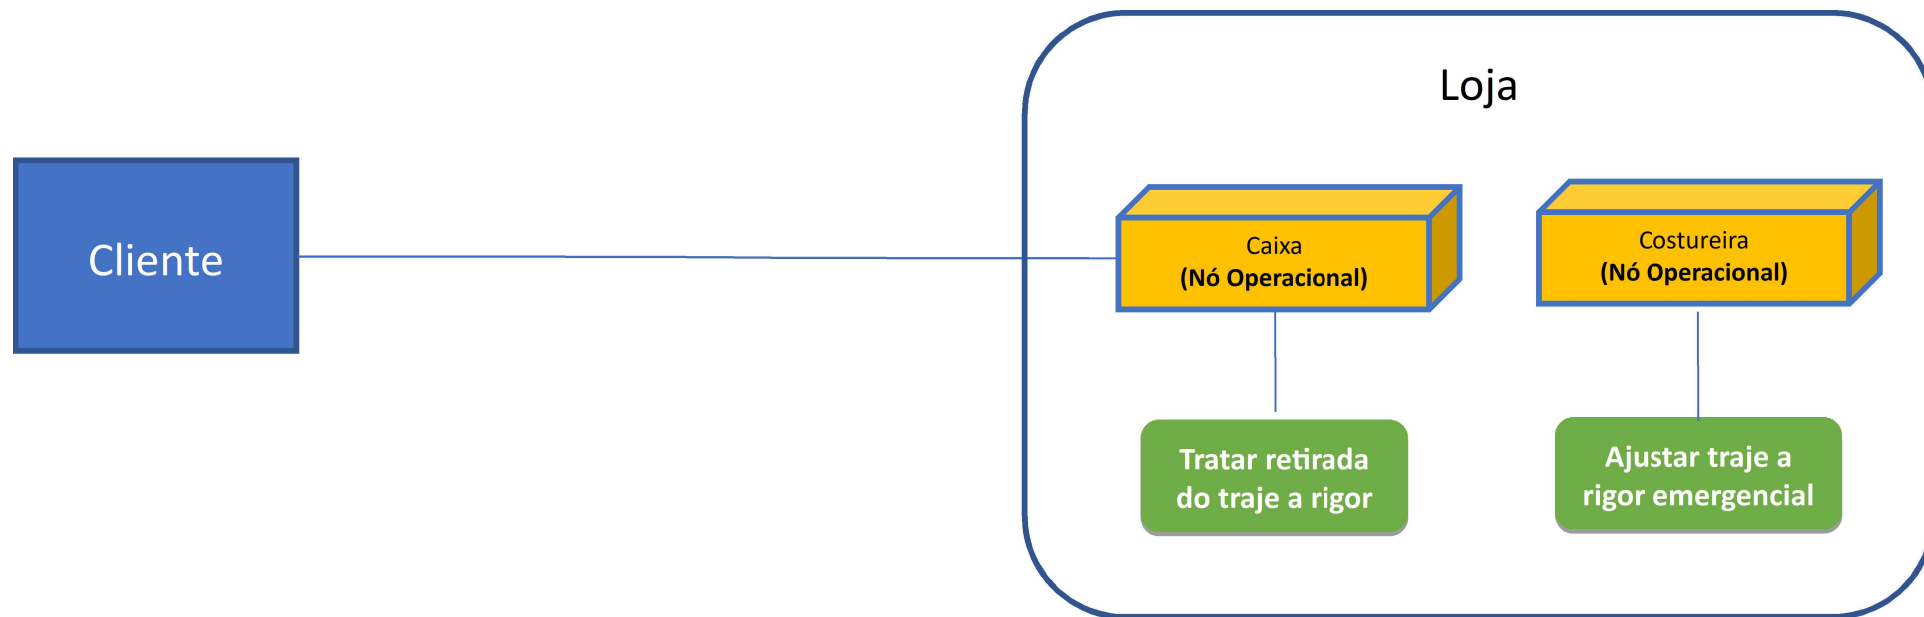 Loja
Cliente
Caixa
(Nó Operacional)
Costureira
(Nó Operacional)
Tratar retirada
do traje a rigor
Ajustar traje a
rigor emergencial